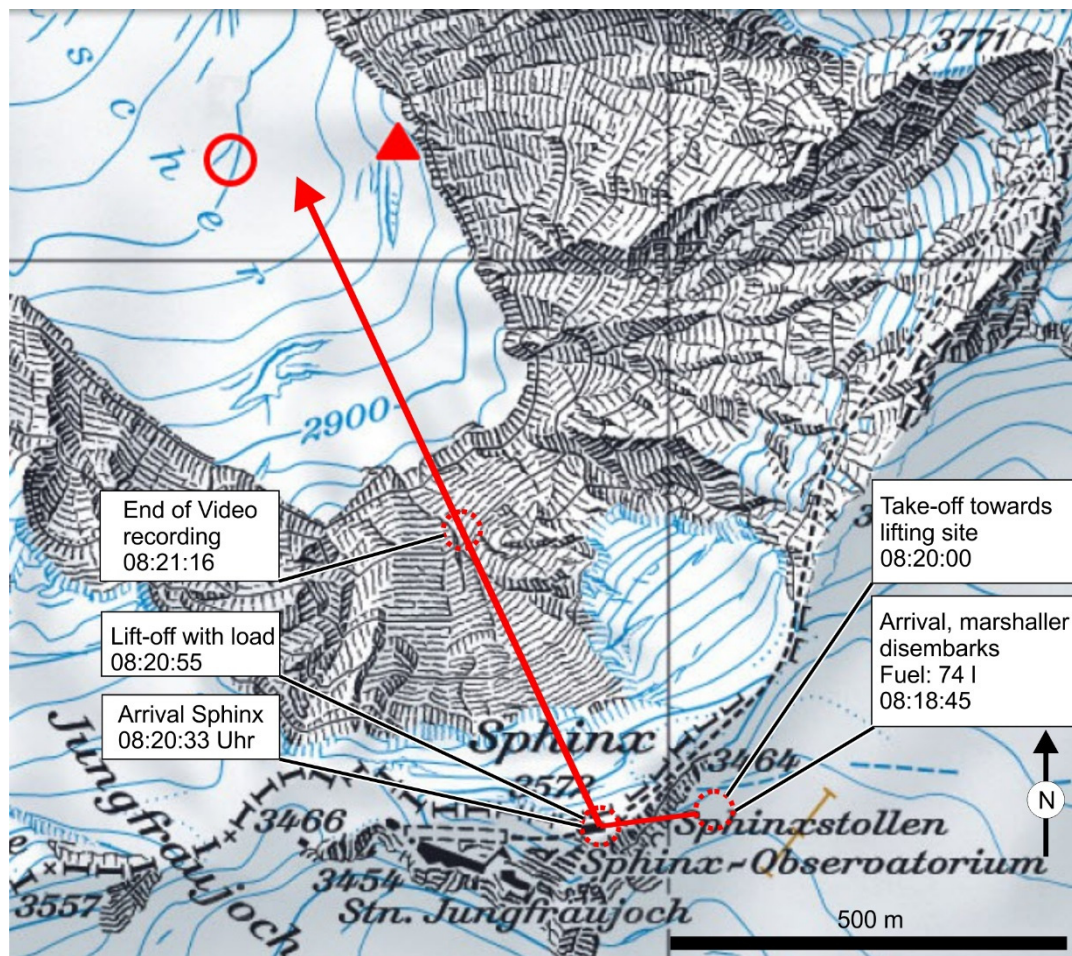 3771
s
c
h
e
r
2900
End of Video
recording
08:21:16
Take-off towards
lifting site
08:20:00
Lift-off with load
08:20:55
Arrival, marshaller
disembarks
Fuel: 74 l
08:18:45
Arrival Sphinx
08:20:33 Uhr
Sphinx
3464
3466
N
Sphinxstollen
Sphinx-Observatorium
3454
Jungfraujoch
Stn. Jungfraujoch
3557
500 m